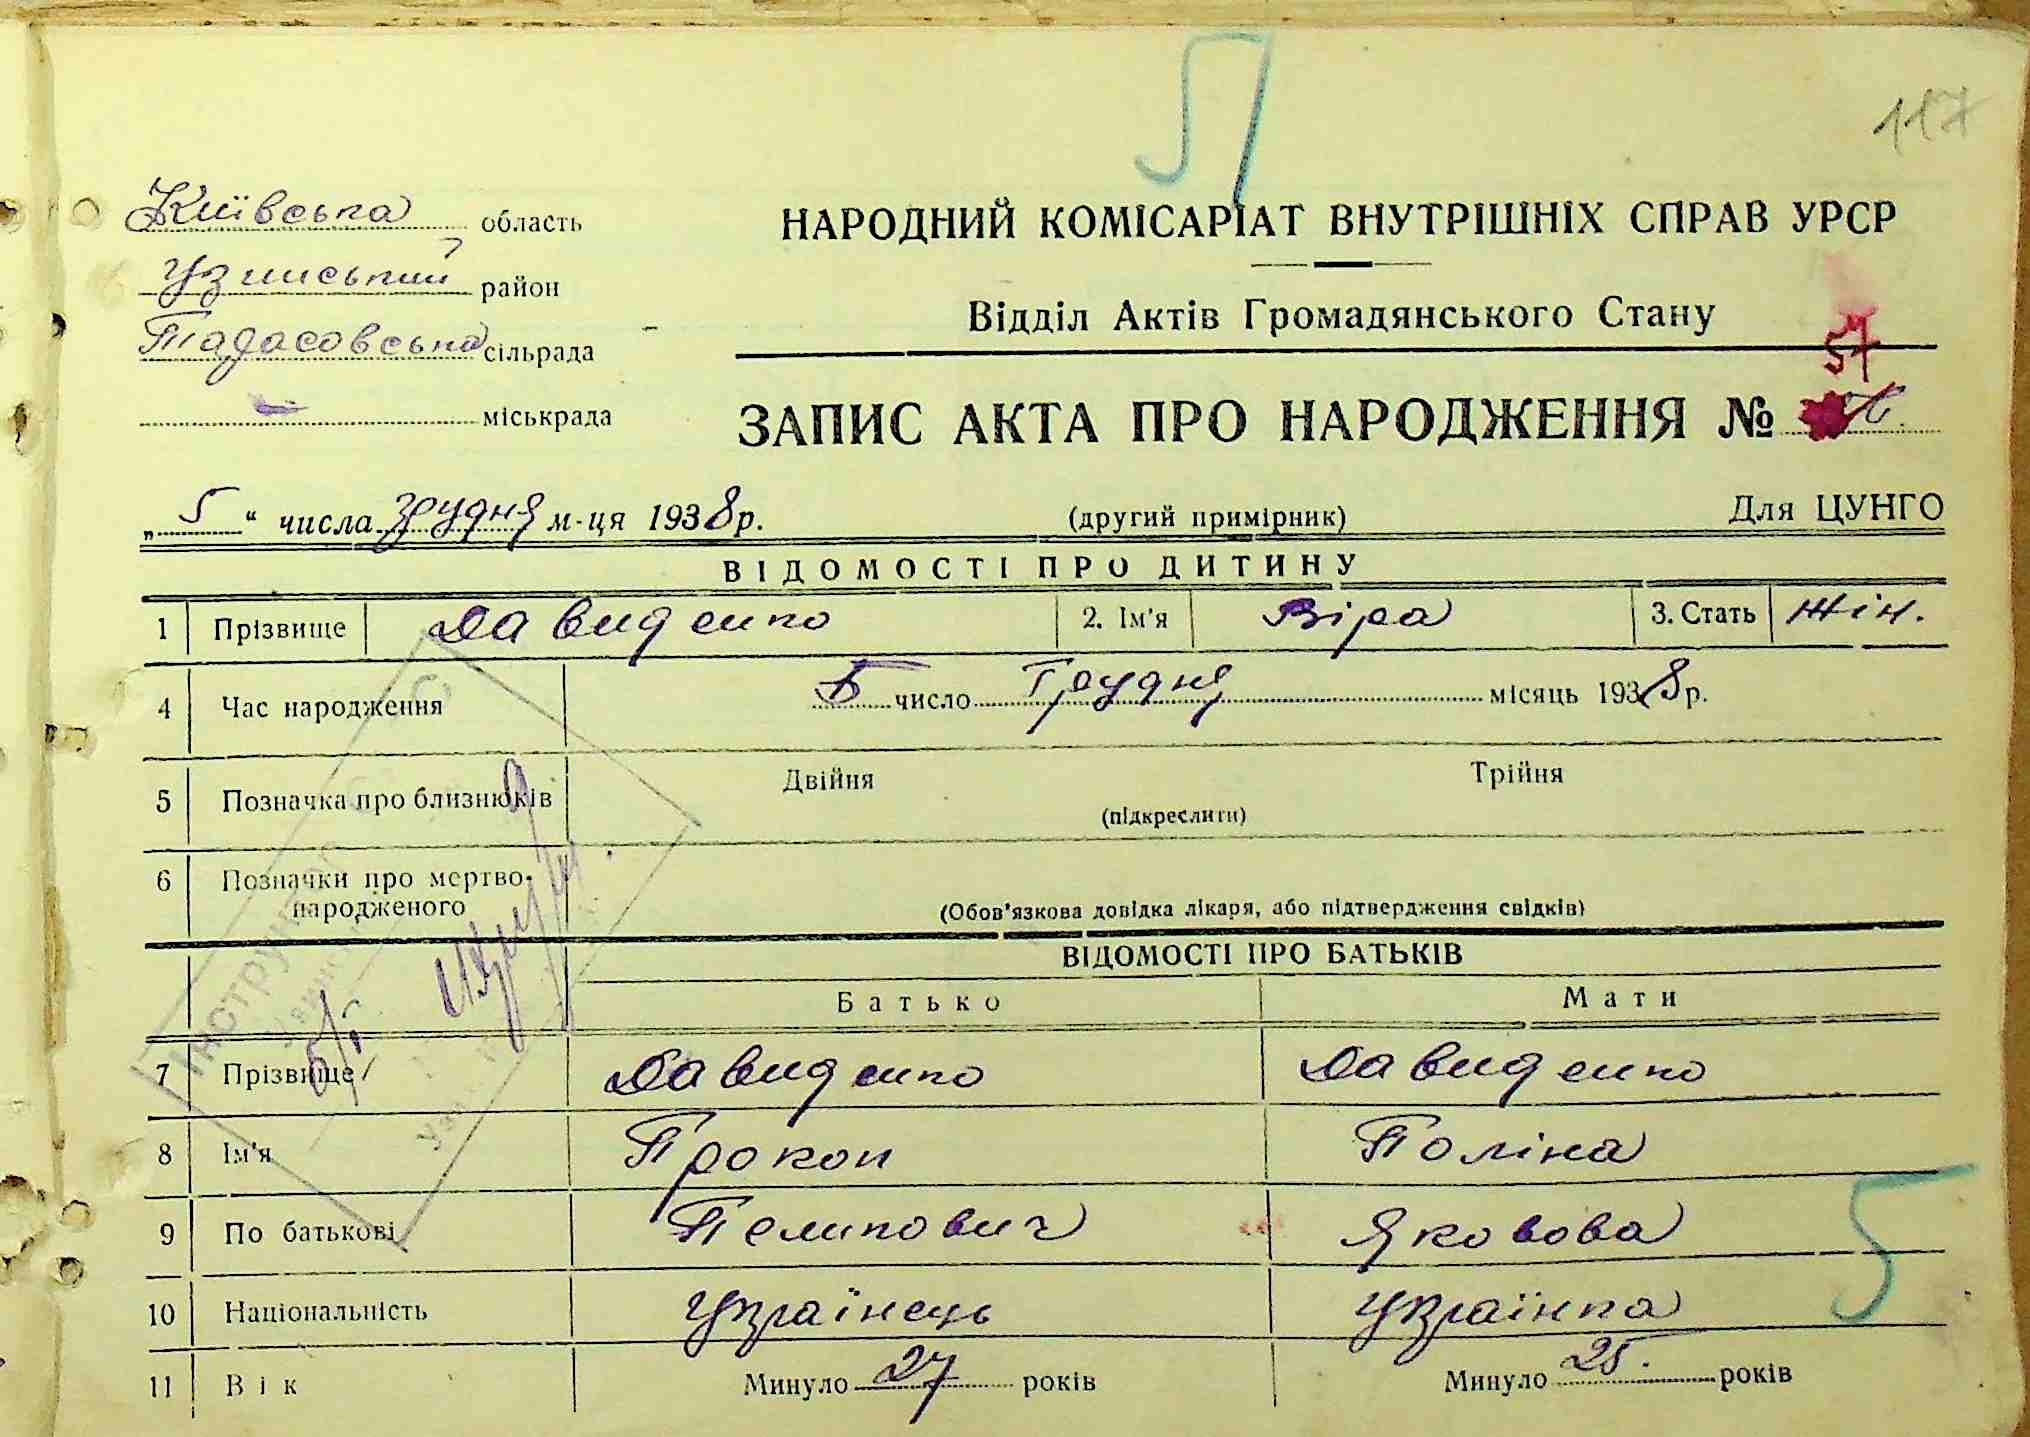 117
Київська область
Узинський район
Тадасовська сільрада
міськрада
НАРОДНИЙ КОМІСАРІАТ ВНУТРІШНІХ СПРАВ УРСР
Відділ Актів Громадянського Стану
57
ЗАПИС АКТА ПРО НАРОДЖЕННЯ №
„5“ числа грудня м-ця 1938 р. (другий примірник) Для ЦУНГО
ВІДОМОСТІ ПРО ДИТИНУ
1 Прізвище Давиденко 2. Ім'я Віра 3. Стать жін.
4 Час народження 5 число Грудня місяць 1938 р.
5 Позначка про близнюків Двійня Трійня
(підкреслити)
6 Позначки про мертво-
народженого
(Обов'язкова довідка лікаря, або підтвердження свідків)
ВІДОМОСТІ ПРО БАТЬКІВ
Батько Мати
7 Прізвище Давиденко Давиденко
8 Ім'я Прокоп Поліна
9 По батькові Пелипович Яковова
5
10 Національність Українець Українка
11 Вік Минуло 27 років Минуло 25. років